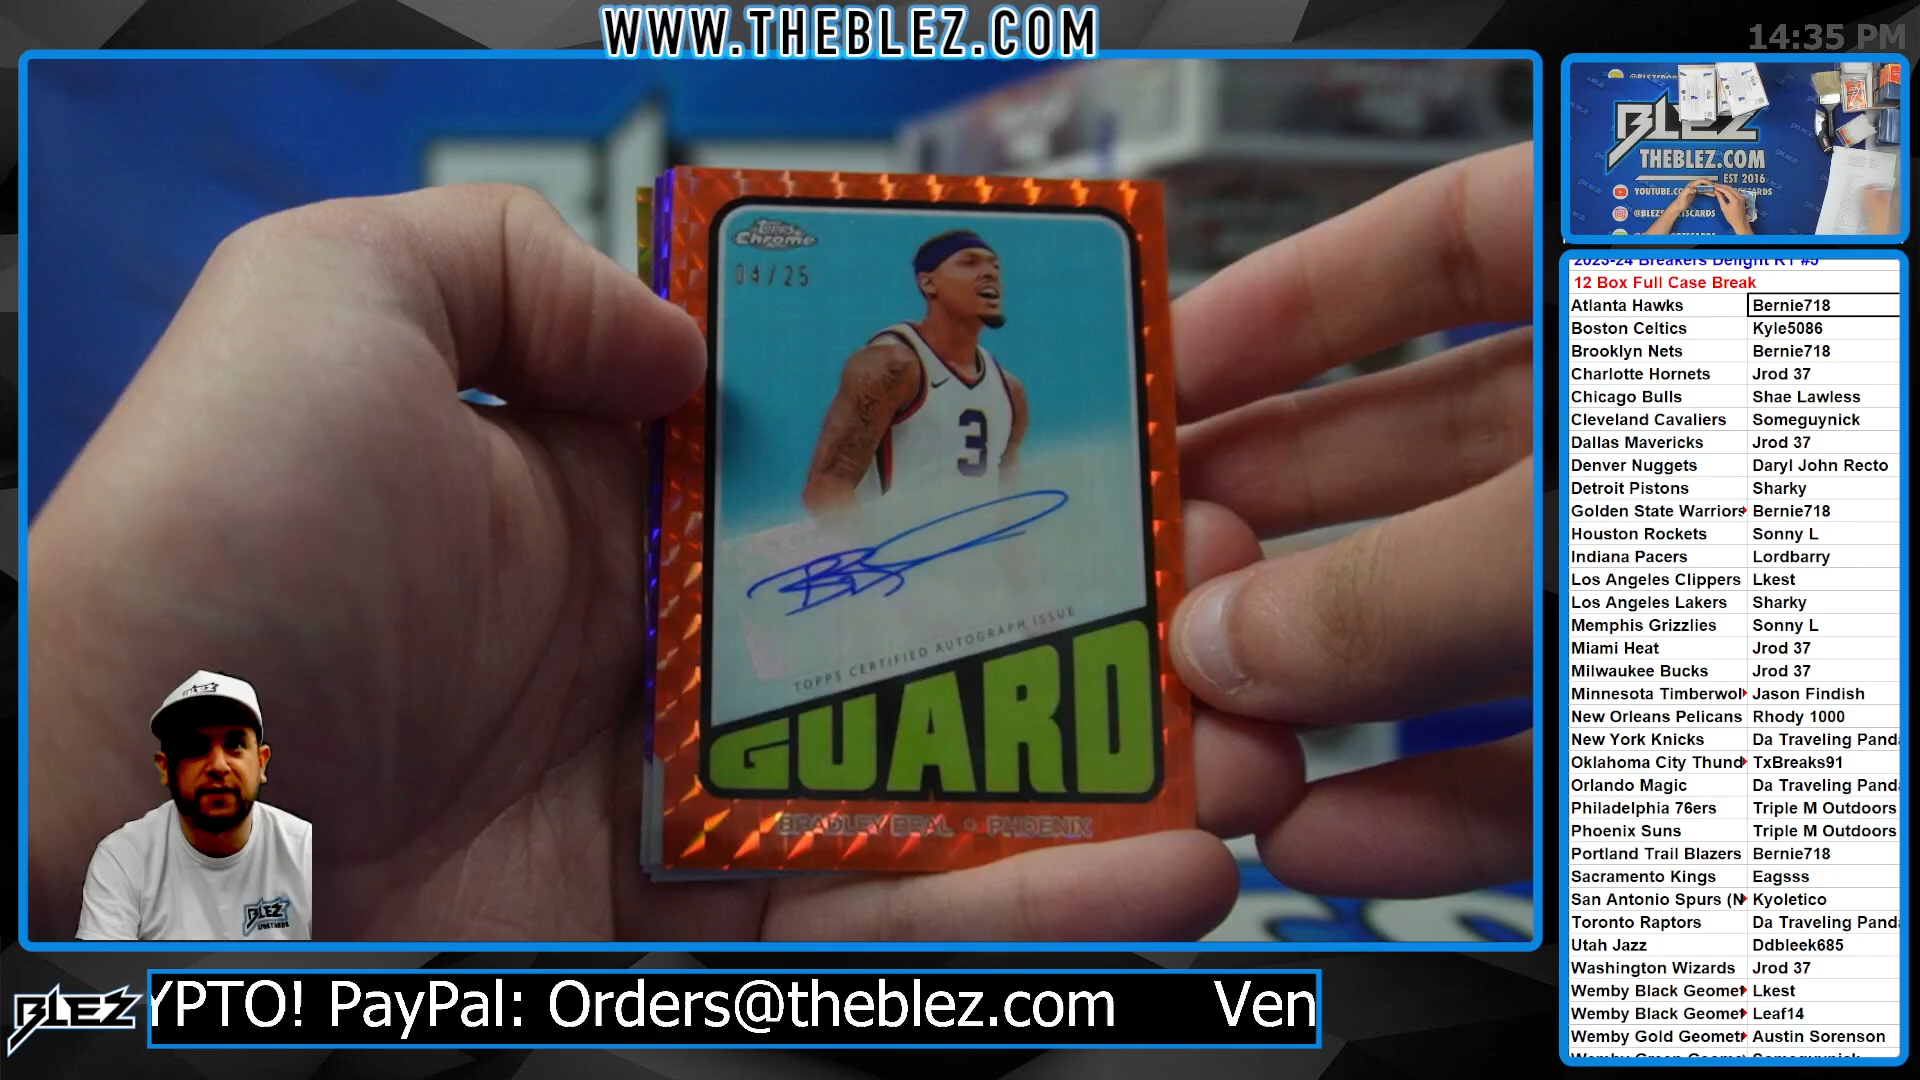 WWW.THEBLEZ.COM
14:35 PM
Topps
Chrome
04/25
3
TOPPS CERTIFIED AUTOGRAPH ISSUE
GUARD
BRADLEY BEAL • PHOENIX
BLEZ
THEBLEZ.COM
EST 2016
2023-24 Breakers Delight RT #5
12 Box Full Case Break
Atlanta Hawks Bernie718
Boston Celtics Kyle5086
Brooklyn Nets Bernie718
Charlotte Hornets Jrod 37
Chicago Bulls Shae Lawless
Cleveland Cavaliers Someguynick
Dallas Mavericks Jrod 37
Denver Nuggets Daryl John Recto
Detroit Pistons Sharky
Golden State Warriors Bernie718
Houston Rockets Sonny L
Indiana Pacers Lordbarry
Los Angeles Clippers Lkest
Los Angeles Lakers Sharky
Memphis Grizzlies Sonny L
Miami Heat Jrod 37
Milwaukee Bucks Jrod 37
Minnesota Timberwol Jason Findish
New Orleans Pelicans Rhody 1000
New York Knicks Da Traveling Panda
Oklahoma City Thund TxBreaks91
Orlando Magic Da Traveling Panda
Philadelphia 76ers Triple M Outdoors
Phoenix Suns Triple M Outdoors
Portland Trail Blazers Bernie718
Sacramento Kings Eagsss
San Antonio Spurs (N Kyoletico
Toronto Raptors Da Traveling Panda
Utah Jazz Ddbleek685
Washington Wizards Jrod 37
Wemby Black Geomet Lkest
Wemby Black Geomet Leaf14
Wemby Gold Geomet Austin Sorenson
BLEZ
BLEZ
YPTO! PayPal: Orders@theblez.com Ven